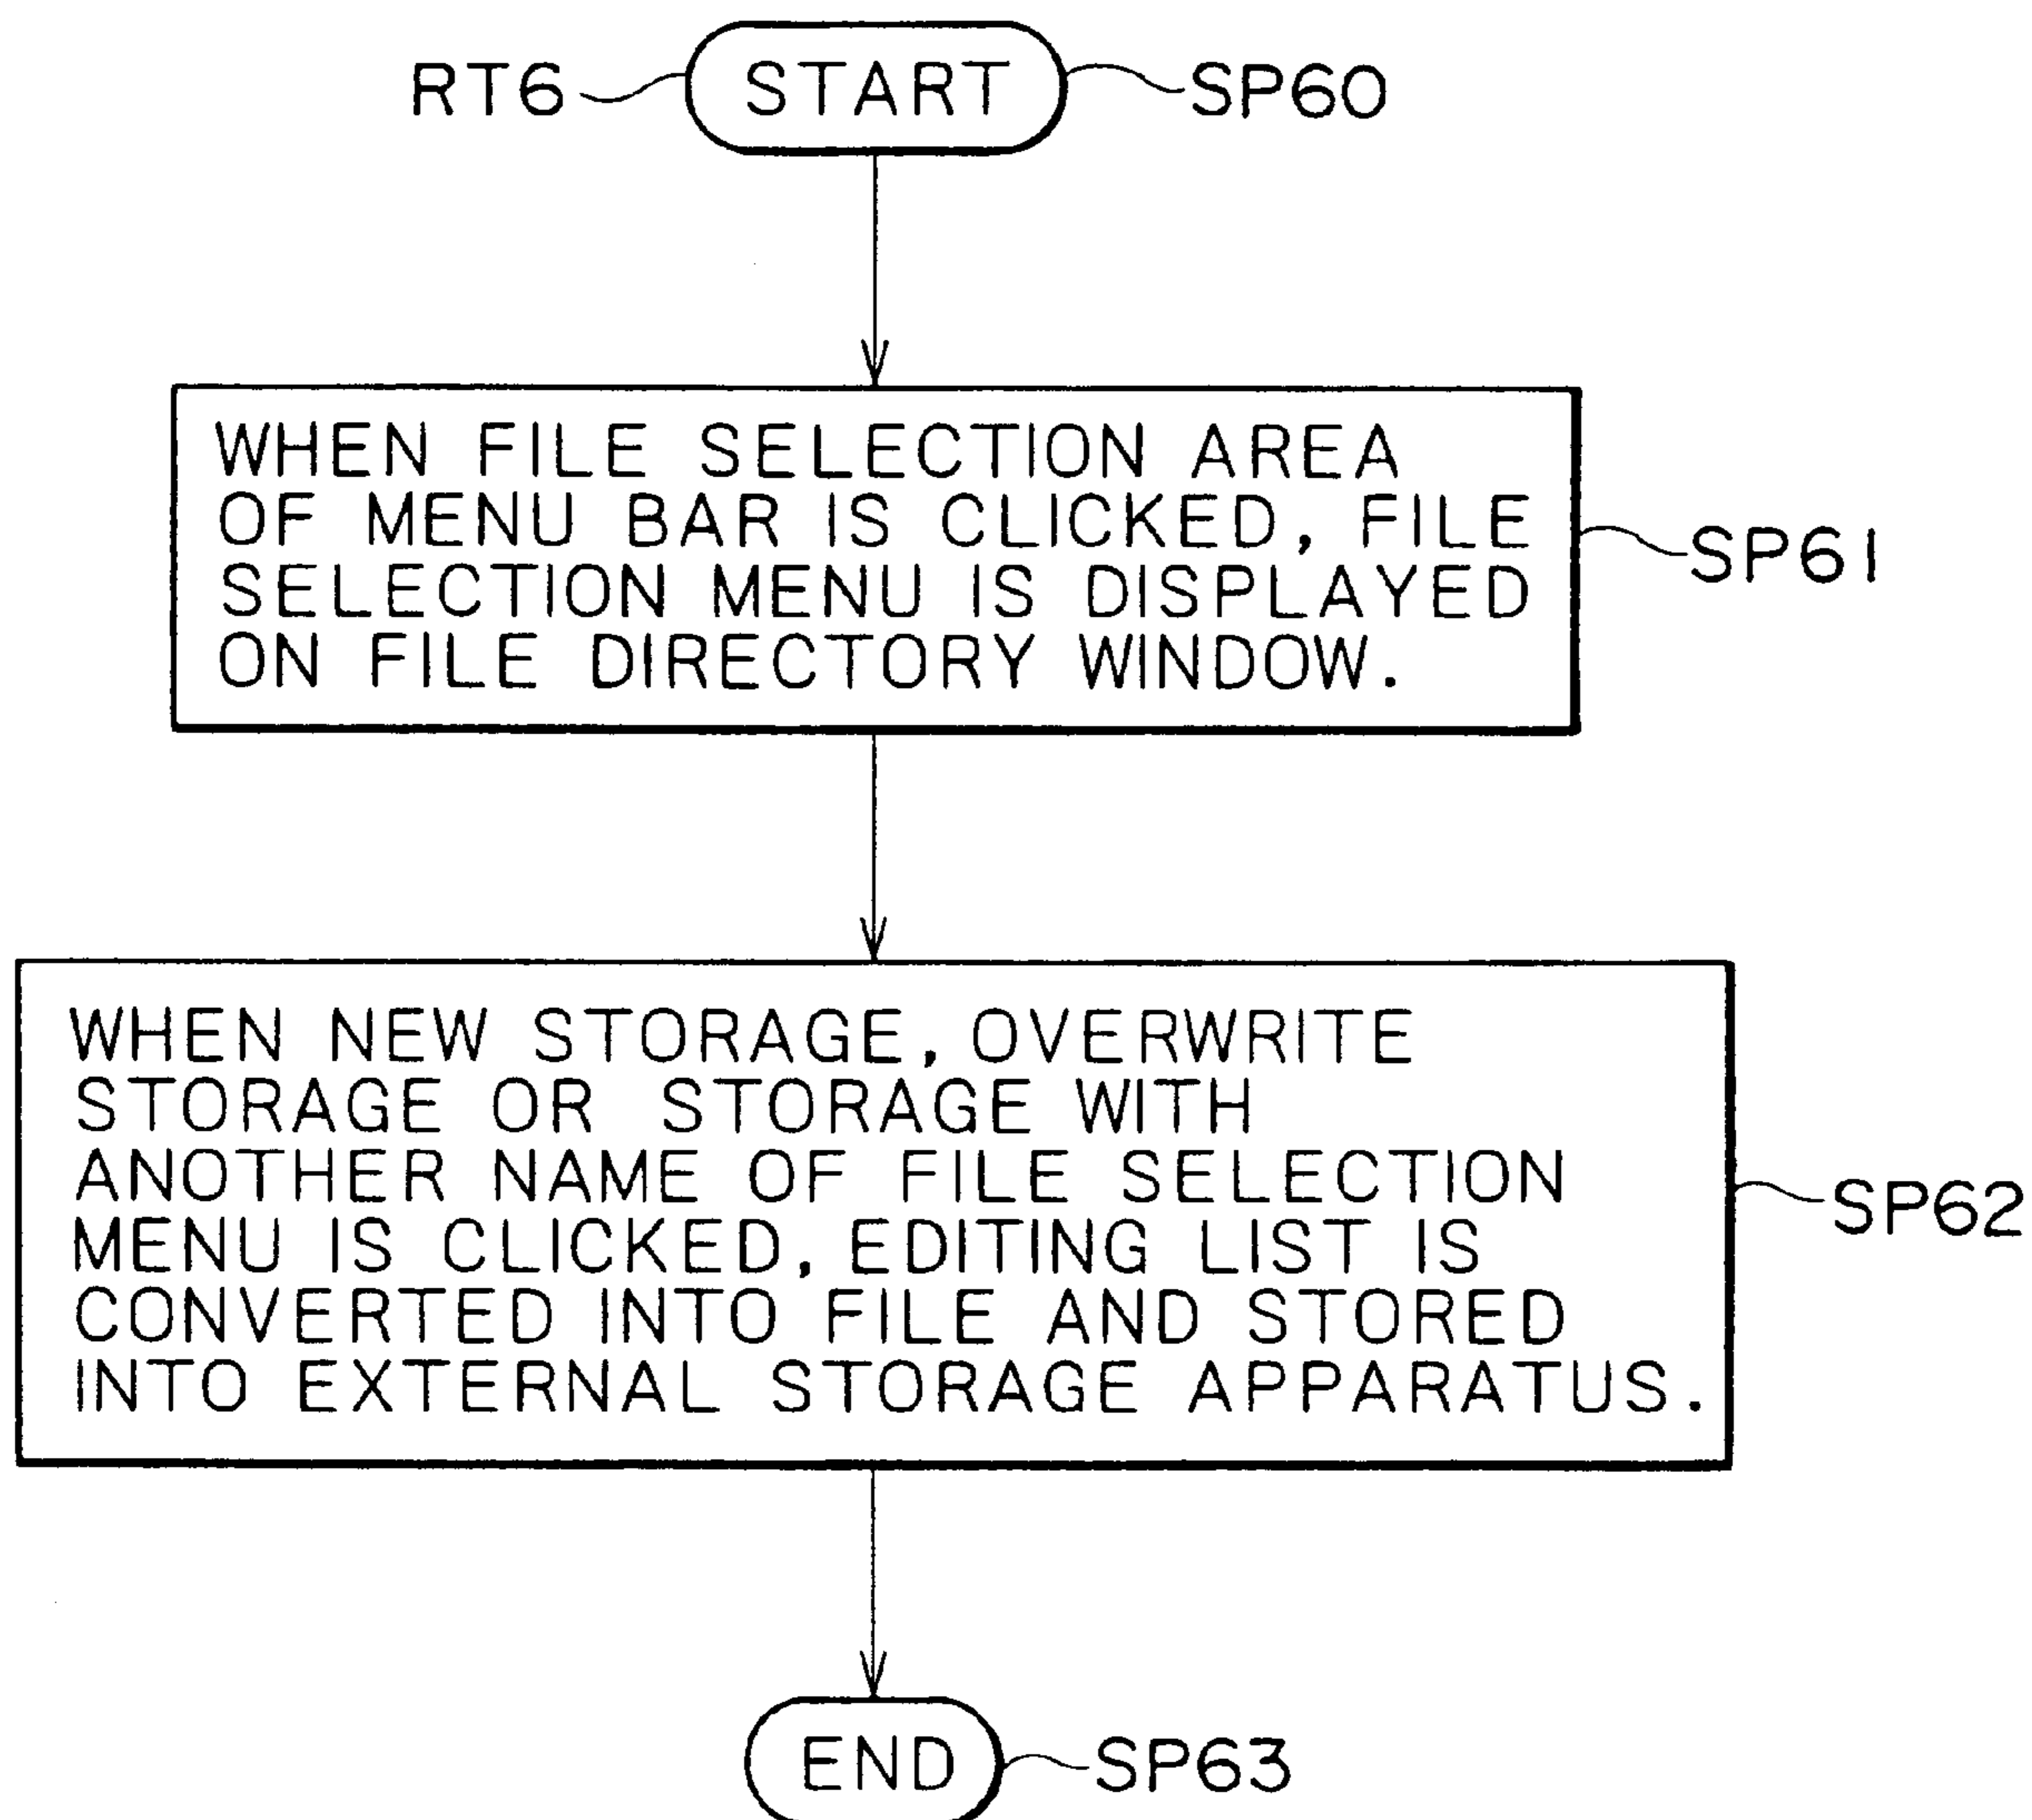 RT6 START SP60
WHEN FILE SELECTION AREA
OF MENU BAR IS CLICKED, FILE
SELECTION MENU IS DISPLAYED
ON FILE DIRECTORY WINDOW.
SP61
WHEN NEW STORAGE, OVERWRITE
STORAGE OR STORAGE WITH
ANOTHER NAME OF FILE SELECTION
MENU IS CLICKED, EDITING LIST IS
CONVERTED INTO FILE AND STORED
INTO EXTERNAL STORAGE APPARATUS.
SP62
END SP63